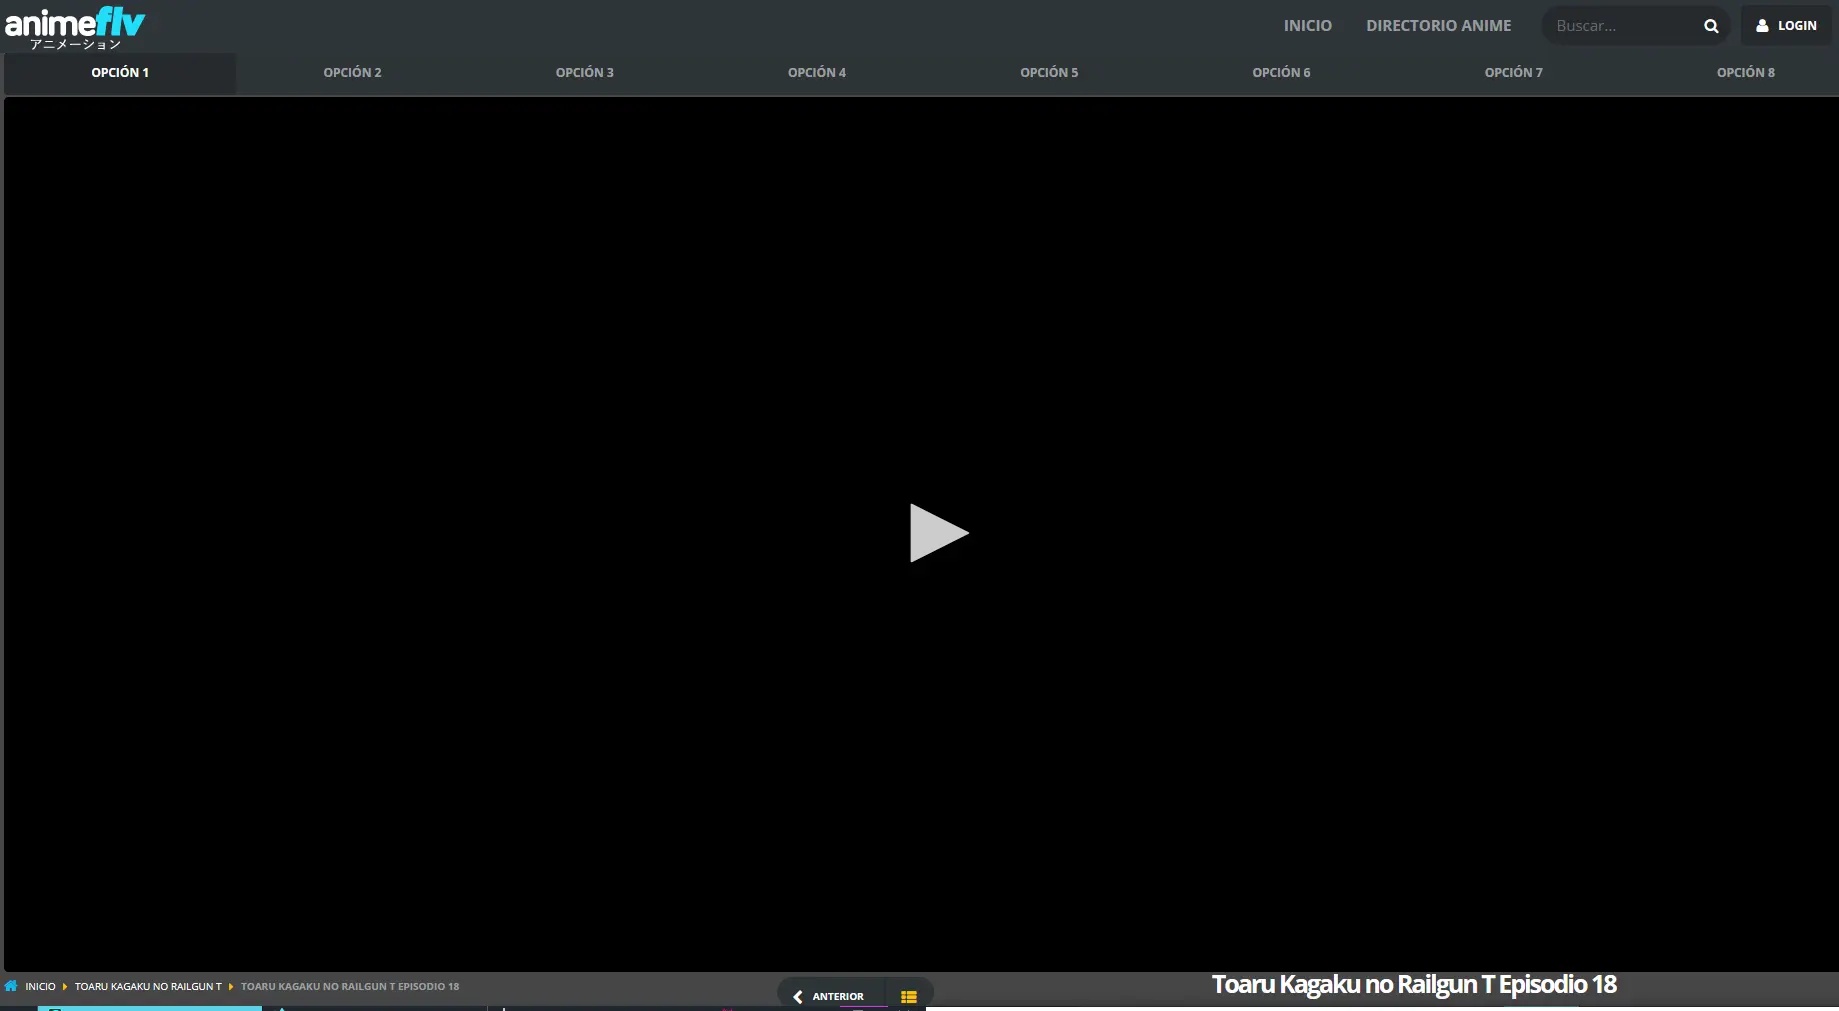 animeflv
アニメーション
INICIO
DIRECTORIO ANIME
Buscar...
LOGIN
OPCIÓN 1
OPCIÓN 2
OPCIÓN 3
OPCIÓN 4
OPCIÓN 5
OPCIÓN 6
OPCIÓN 7
OPCIÓN 8
INICIO
TOARU KAGAKU NO RAILGUN T
TOARU KAGAKU NO RAILGUN T EPISODIO 18
ANTERIOR
Toaru Kagaku no Railgun T Episodio 18